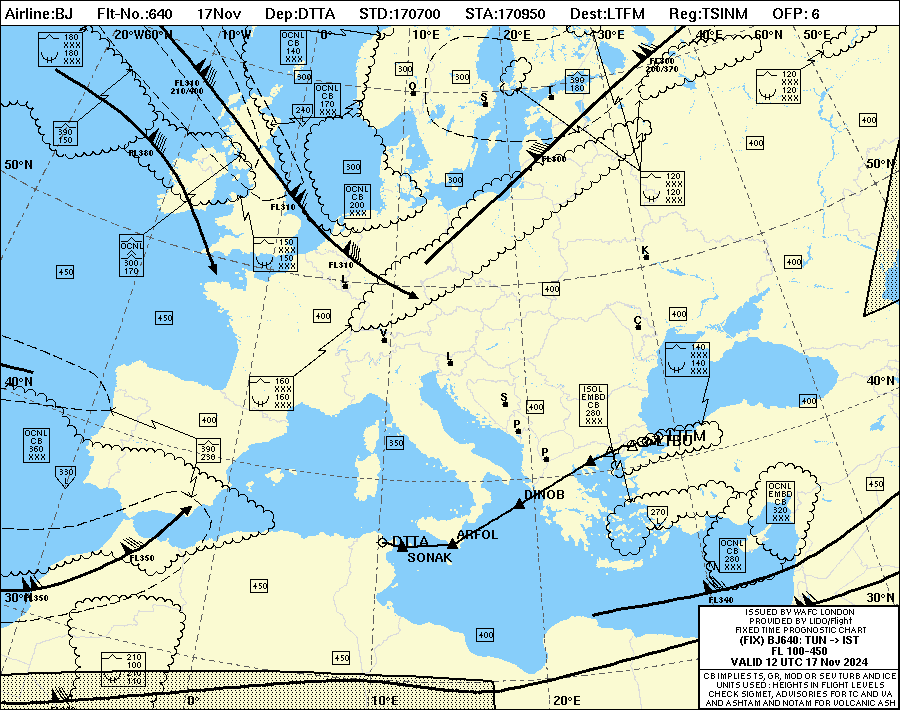 Airline:BJ Flt-No.:640 17Nov Dep:DTTA STD:170700 STA:170950 Dest:LTFM Reg:TSINM OFP: 6
20°W 60°N 10°W 0° 10°E 20°E 30°E 40°E 60°N 50°E
180
XXX
180
XXX
OCNL
CB
140
XXX
300
300
300
FL310
210/400
OCNL
CB
170
XXX
240
O
S
T
390
180
FL300
200/370
120
XXX
120
XXX
400
400
390
150
FL380
50°N
50°N
300
300
FL300
OCNL
CB
200
XXX
FL310
120
XXX
120
XXX
OCNL
300
170
150
XXX
150
XXX
FL310
L
K
400
450
450
400
400
400
C
V
L
140
XXX
140
XXX
40°N
40°N
160
XXX
160
XXX
400
400
400
S
ISOL
EMBD
CB
280
XXX
P
P
OCNL
CB
360
XXX
330
390
230
350
LTFM
LTBU
450
DINOB
OCNL
EMBD
CB
320
XXX
270
DTTA
SONAK
ARFOL
OCNL
CB
280
XXX
FL350
FL350
30°N
30°N
450
FL340
400
450
210
100
210
110
0°
10°E
20°E
ISSUED BY WAFC LONDON
PROVIDED BY LIDO/Flight
FIXED TIME PROGNOSTIC CHART
(FIX) BJ640: TUN -> IST
FL 100-450
VALID 12 UTC 17 Nov 2024
CB IMPLIES TS, GR, MOD OR SEV TURB AND ICE
UNITS USED: HEIGHTS IN FLIGHT LEVELS
CHECK SIGMET, ADVISORIES FOR TC AND VA
AND ASHTAM AND NOTAM FOR VOLCANIC ASH